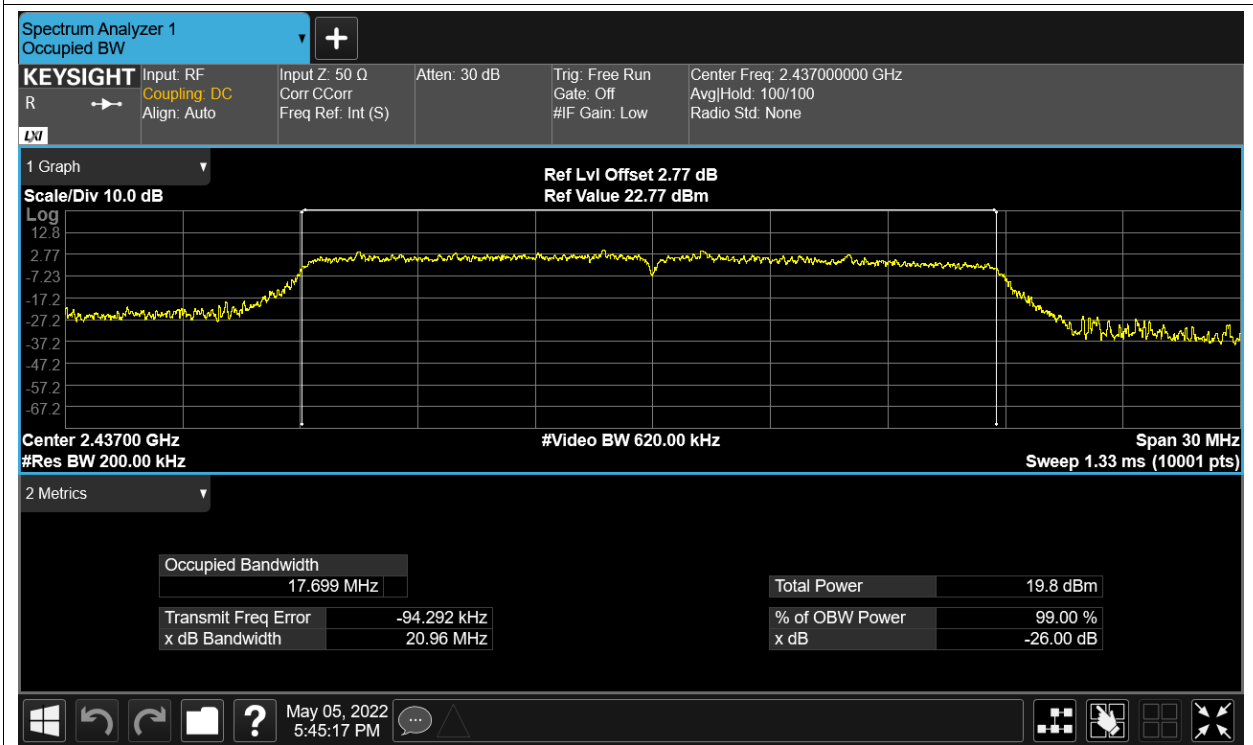 Spectrum Analyzer 1
Occupied BW
KEYSIGHT
R
LXI
Input: RF
Coupling: DC
Align: Auto
Input Z: 50 Ω
Corr CCorr
Freq Ref: Int (S)
Atten: 30 dB
Trig: Free Run
Gate: Off
#IF Gain: Low
Center Freq: 2.437000000 GHz
Avg|Hold: 100/100
Radio Std: None
1 Graph
Scale/Div 10.0 dB
Ref Lvl Offset 2.77 dB
Ref Value 22.77 dBm
Log
12.8
2.77
-7.23
-17.2
-27.2
-37.2
-47.2
-57.2
-67.2
Center 2.43700 GHz
#Res BW 200.00 kHz
#Video BW 620.00 kHz
Span 30 MHz
Sweep 1.33 ms (10001 pts)
2 Metrics
Occupied Bandwidth
17.699 MHz
Transmit Freq Error -94.292 kHz
x dB Bandwidth 20.96 MHz
Total Power 19.8 dBm
% of OBW Power 99.00 %
x dB -26.00 dB
?
May 05, 2022
5:45:17 PM